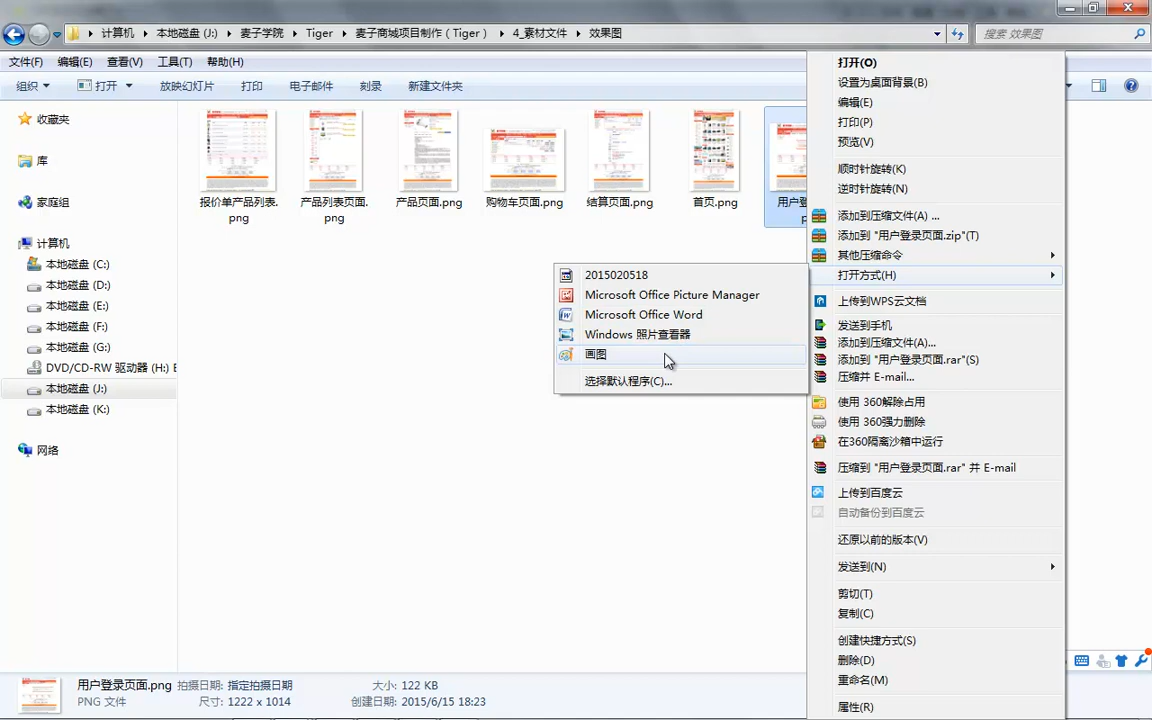 计算机 ▸ 本地磁盘 (J:) ▸ 麦子学院 ▸ Tiger ▸ 麦子商城项目制作 ( Tiger ) ▸ 4_素材文件 ▸ 效果图
搜索 效果图
文件(F) 编辑(E) 查看(V) 工具(T) 帮助(H)
组织 打开 放映幻灯片 打印 电子邮件 刻录 新建文件夹
收藏夹
库
家庭组
计算机
本地磁盘 (C:)
本地磁盘 (D:)
本地磁盘 (E:)
本地磁盘 (F:)
本地磁盘 (G:)
DVD/CD-RW 驱动器 (H:) E
本地磁盘 (J:)
本地磁盘 (K:)
网络
报价单产品列表.png
产品列表页面.png
产品页面.png
购物车页面.png
结算页面.png
首页.png
用户登
2015020518
Microsoft Office Picture Manager
Microsoft Office Word
Windows 照片查看器
画图
选择默认程序(C)...
打开(O)
设置为桌面背景(B)
编辑(E)
打印(P)
预览(V)
顺时针旋转(K)
逆时针旋转(N)
添加到压缩文件(A) ...
添加到 "用户登录页面.zip"(T)
其他压缩命令
打开方式(H)
上传到WPS云文档
发送到手机
添加到压缩文件(A)...
添加到 "用户登录页面.rar"(S)
压缩并 E-mail...
使用 360解除占用
使用 360强力删除
在360隔离沙箱中运行
压缩到 "用户登录页面.rar" 并 E-mail
上传到百度云
自动备份到百度云
还原以前的版本(V)
发送到(N)
剪切(T)
复制(C)
创建快捷方式(S)
删除(D)
重命名(M)
属性(R)
用户登录页面.png 拍摄日期: 指定拍摄日期 大小: 122 KB
PNG 文件 尺寸: 1222 x 1014 创建日期: 2015/6/15 18:23